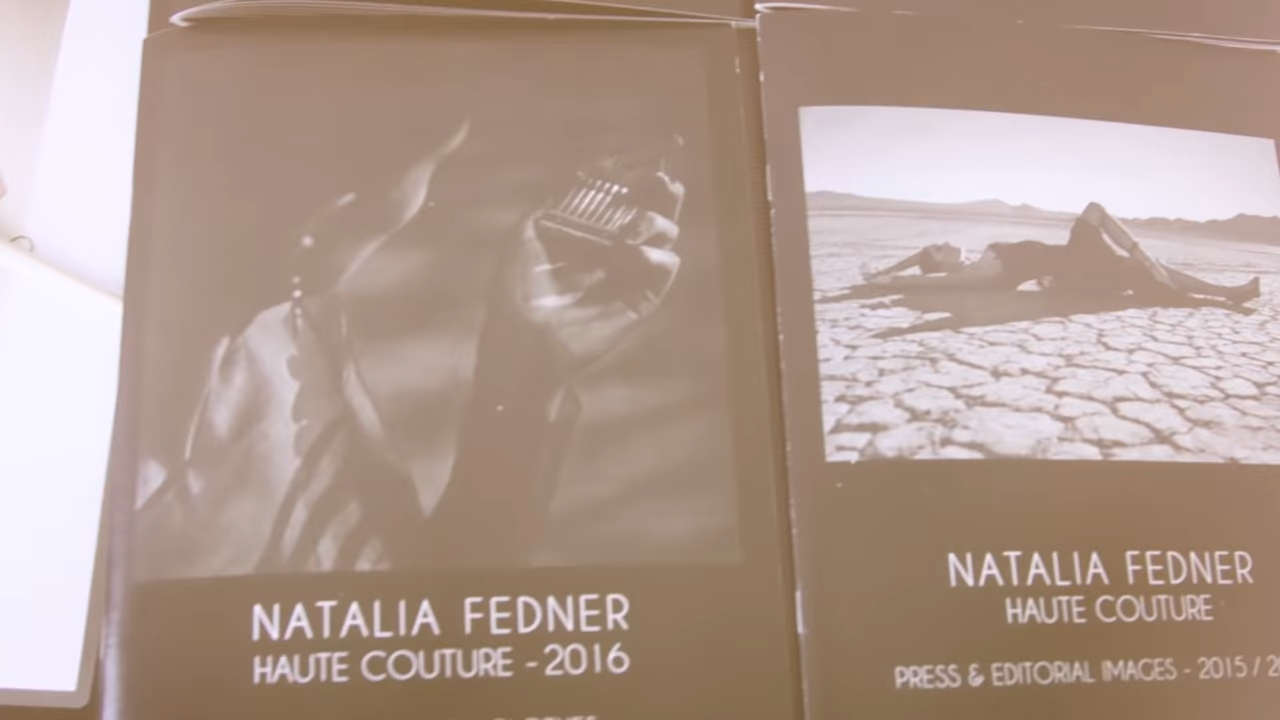 NATALIA FEDNER
HAUTE COUTURE - 2016
NATALIA FEDNER
HAUTE COUTURE
PRESS & EDITORIAL IMAGES - 2015 /